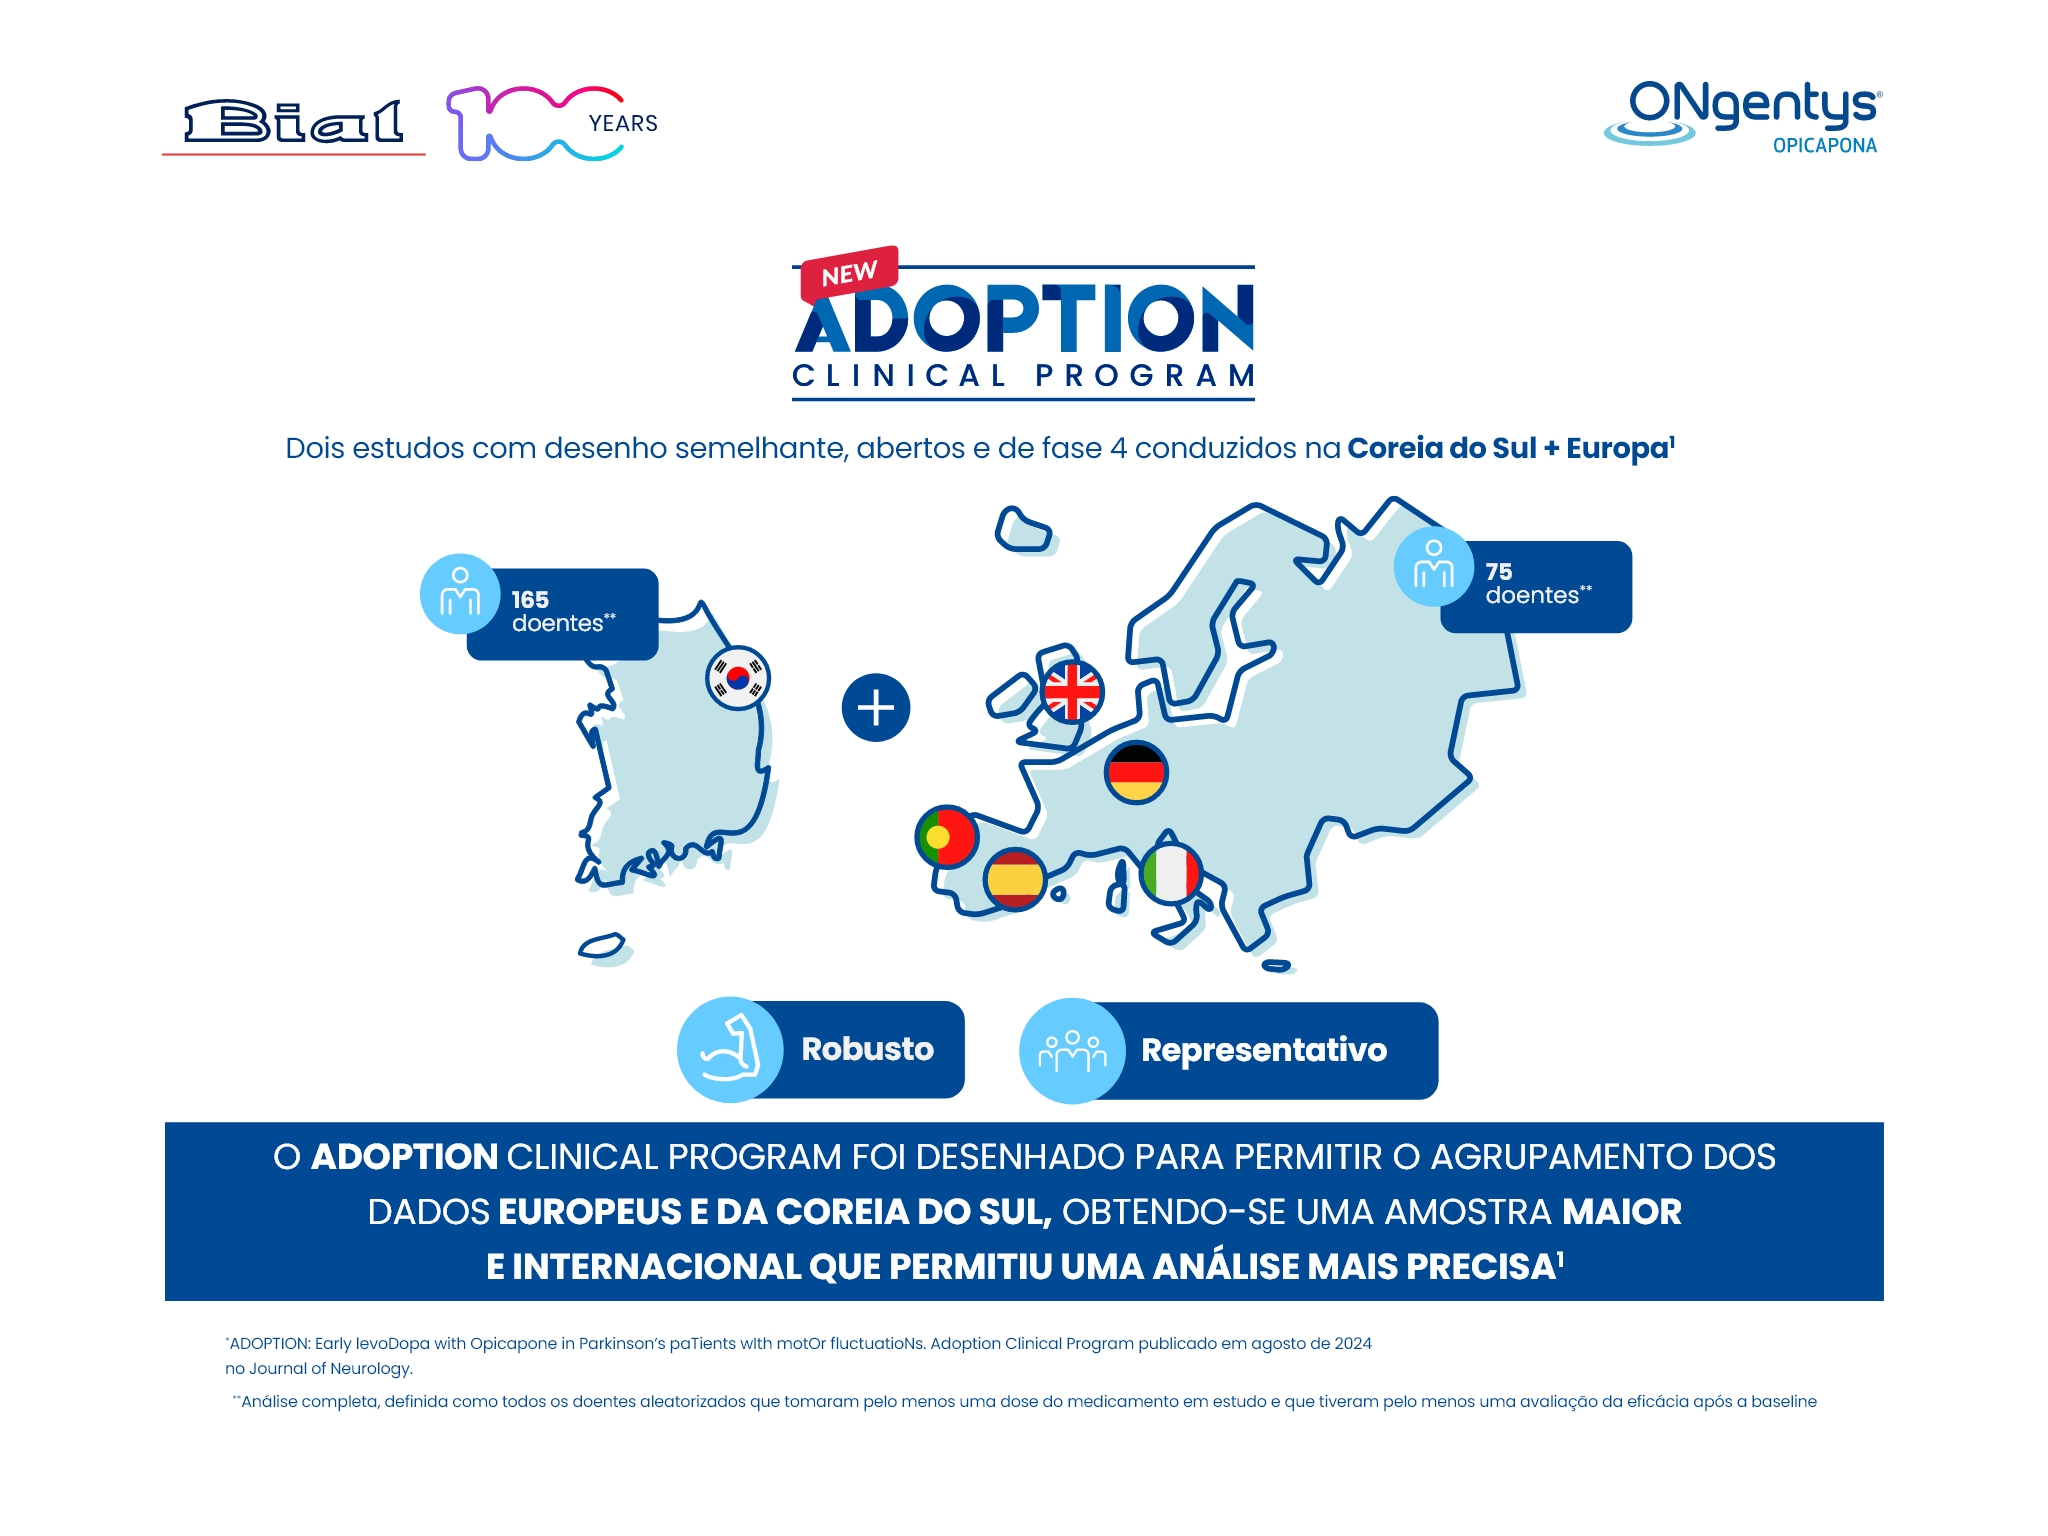 Bial
100 YEARS
ONgentys®
OPICAPONA
NEW
ADOPTION
CLINICAL PROGRAM
Dois estudos com desenho semelhante, abertos e de fase 4 conduzidos na Coreia do Sul + Europa¹
165
doentes**
75
doentes**
Robusto
Representativo
O ADOPTION CLINICAL PROGRAM FOI DESENHADO PARA PERMITIR O AGRUPAMENTO DOS
DADOS EUROPEUS E DA COREIA DO SUL, OBTENDO-SE UMA AMOSTRA MAIOR
E INTERNACIONAL QUE PERMITIU UMA ANÁLISE MAIS PRECISA¹
*ADOPTION: Early levoDopa with Opicapone in Parkinson's paTients wIth motOr fluctuatioNs. Adoption Clinical Program publicado em agosto de 2024
no Journal of Neurology.
**Análise completa, definida como todos os doentes aleatorizados que tomaram pelo menos uma dose do medicamento em estudo e que tiveram pelo menos uma avaliação da eficácia após a baseline